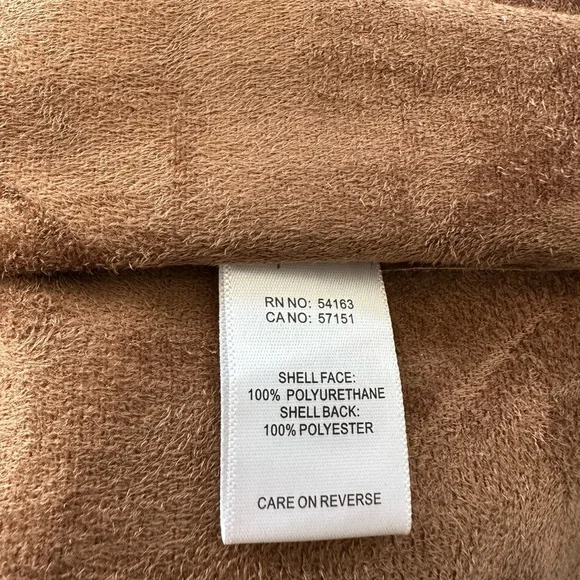 RN NO: 54163
CA NO: 57151
SHELL FACE:
100% POLYURETHANE
SHELL BACK:
100% POLYESTER
CARE ON REVERSE